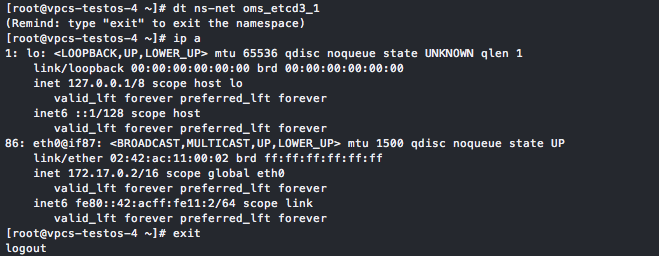 [root@vpcs-testos-4 ~]# dt ns-net oms_etcd3_1
(Remind: type "exit" to exit the namespace)
[root@vpcs-testos-4 ~]# ip a
1: lo: <LOOPBACK,UP,LOWER_UP> mtu 65536 qdisc noqueue state UNKNOWN qlen 1
    link/loopback 00:00:00:00:00:00 brd 00:00:00:00:00:00
    inet 127.0.0.1/8 scope host lo
       valid_lft forever preferred_lft forever
    inet6 ::1/128 scope host
       valid_lft forever preferred_lft forever
86: eth0@if87: <BROADCAST,MULTICAST,UP,LOWER_UP> mtu 1500 qdisc noqueue state UP
    link/ether 02:42:ac:11:00:02 brd ff:ff:ff:ff:ff:ff
    inet 172.17.0.2/16 scope global eth0
       valid_lft forever preferred_lft forever
    inet6 fe80::42:acff:fe11:2/64 scope link
       valid_lft forever preferred_lft forever
[root@vpcs-testos-4 ~]# exit
logout